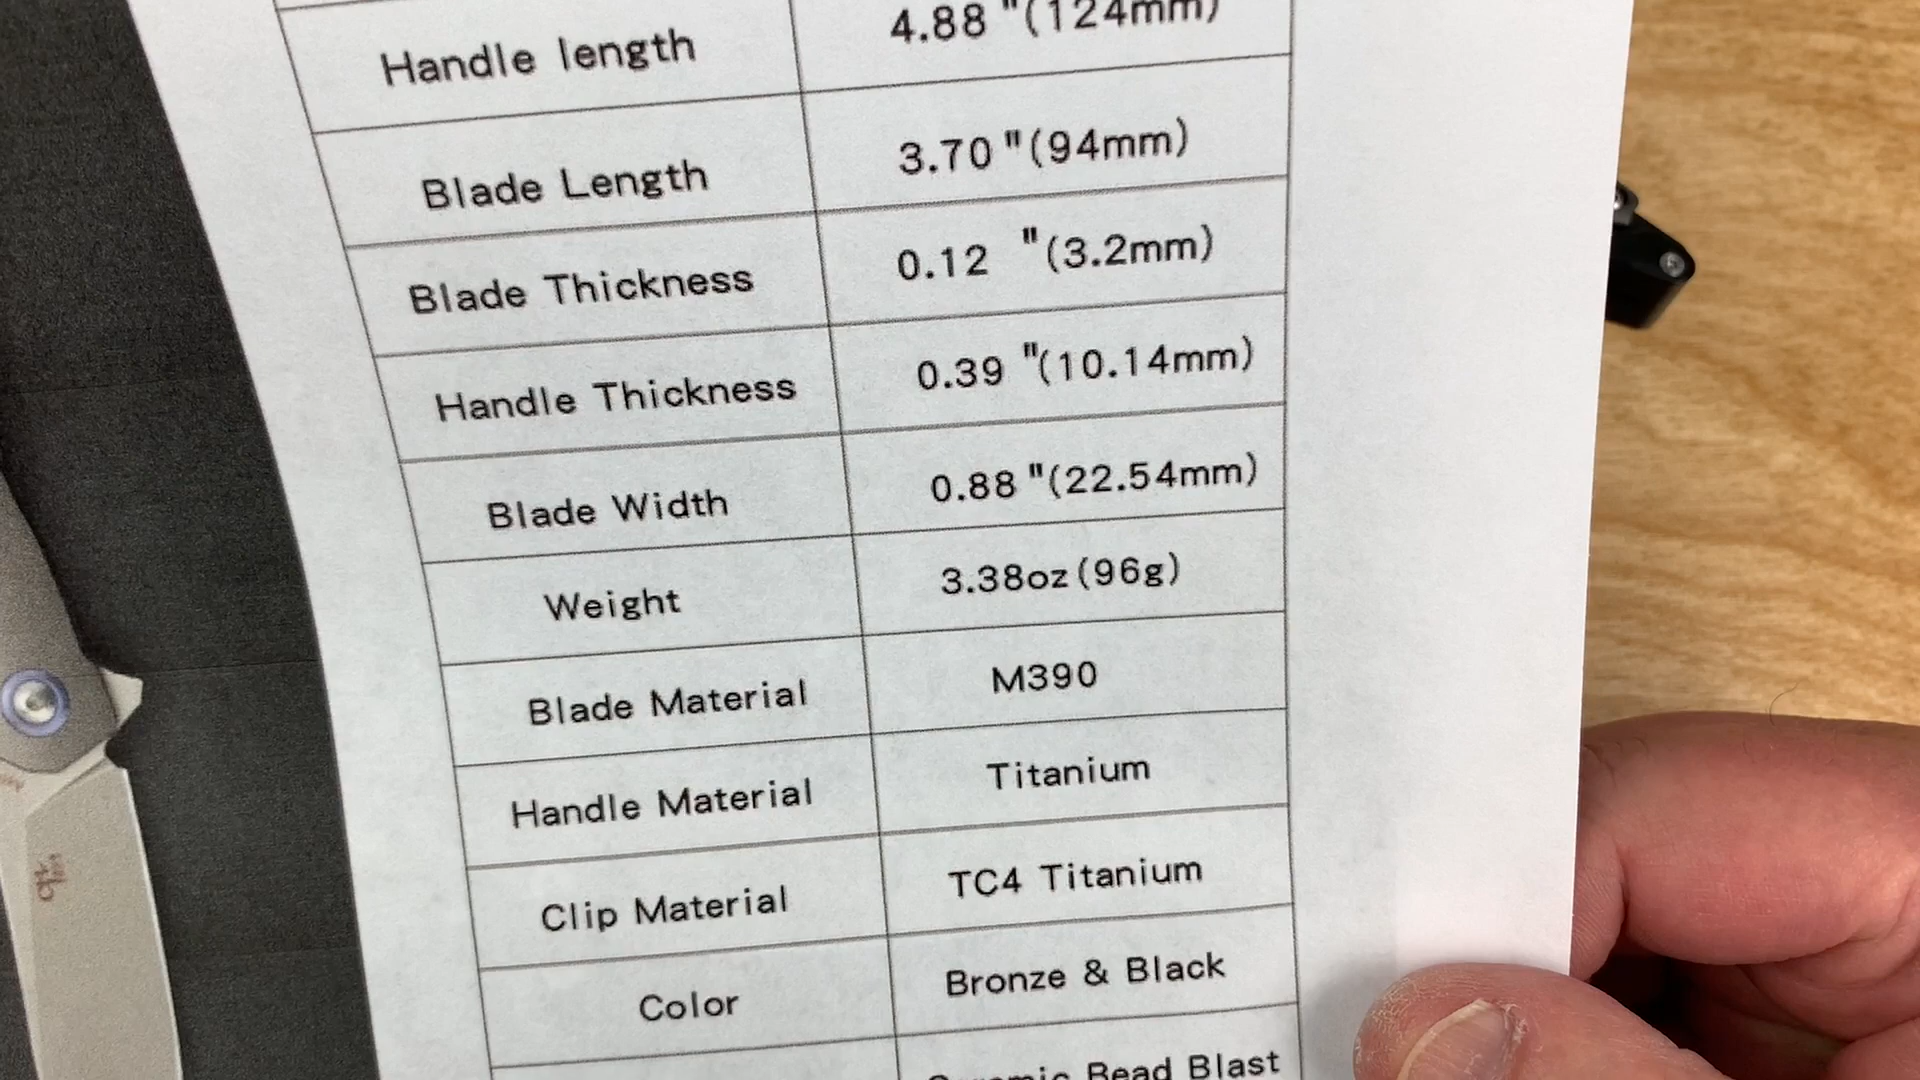 Handle length 4.88 "(124mm)
Blade Length 3.70 "(94mm)
Blade Thickness 0.12 "(3.2mm)
Handle Thickness 0.39 "(10.14mm)
Blade Width 0.88 "(22.54mm)
Weight 3.38oz(96g)
Blade Material M390
Handle Material Titanium
Clip Material TC4 Titanium
Color Bronze & Black
Bead Blast